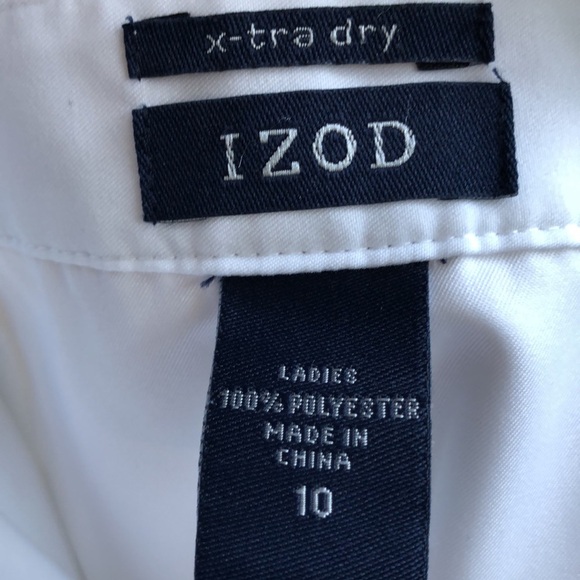 x-tra dry
IZOD
LADIES
100% POLYESTER
MADE IN
CHINA
10